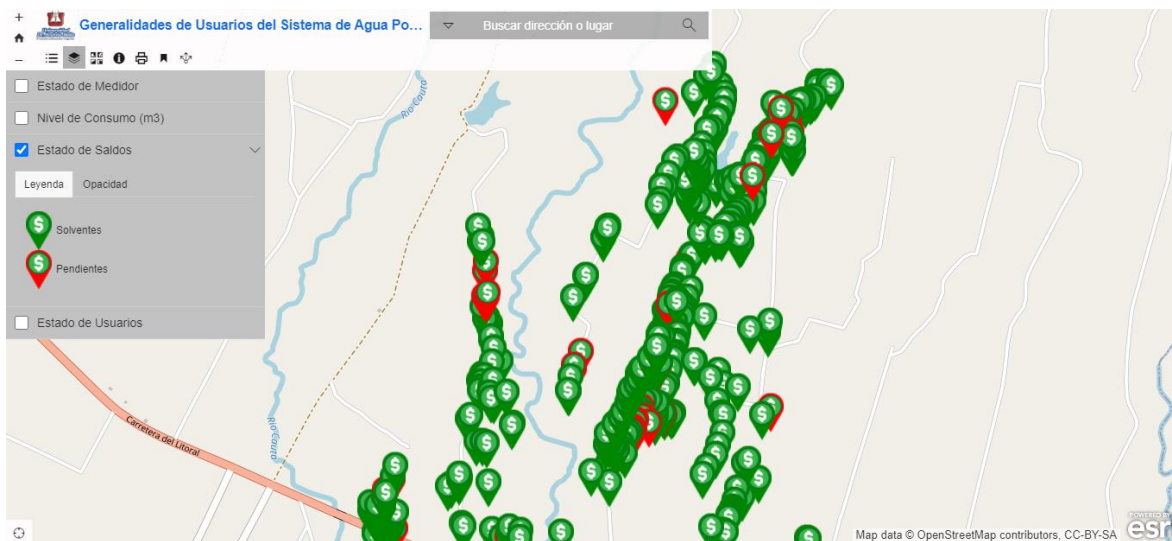 Generalidades de Usuarios del Sistema de Agua Po...
Buscar dirección o lugar
Estado de Medidor
Nivel de Consumo (m3)
Estado de Saldos
Leyenda
Opacidad
Solventes
Pendientes
Estado de Usuarios
Río Cauta
Río Cauta
Carretera del Litoral
Map data © OpenStreetMap contributors, CC-BY-SA
POWERED BY
esri